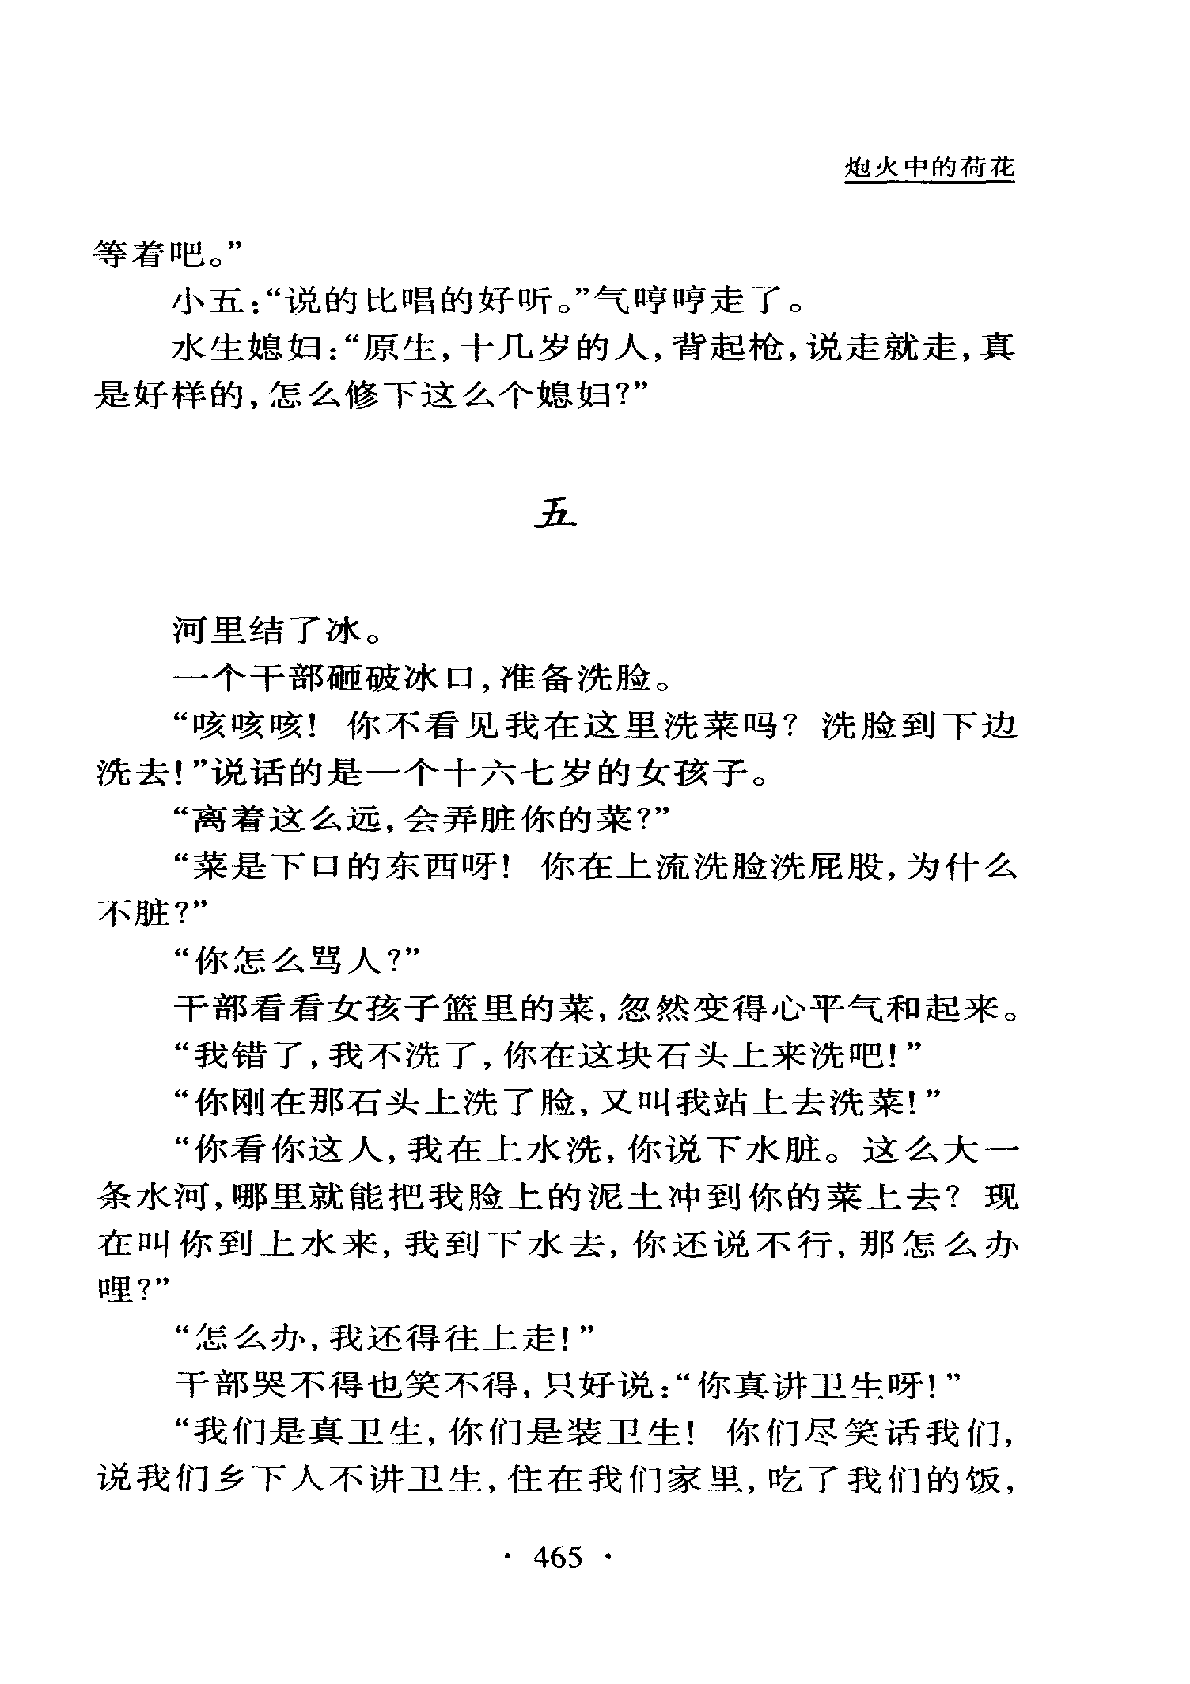 炮火中的荷花
等着吧。”
小五：“说的比唱的好听。”气哼哼走了。
水生媳妇：“原生，十几岁的人，背起枪，说走就走，真
是好样的，怎么修下这么个媳妇？”
五
河里结了冰。
一个干部砸破冰口，准备洗脸。
“咳咳咳！你不看见我在这里洗菜吗？洗脸到下边
洗去！”说话的是一个十六七岁的女孩子。
“离着这么远，会弄脏你的菜？”
“菜是下口的东西呀！你在上流洗脸洗屁股，为什么
不脏？”
“你怎么骂人？”
干部看看女孩子篮里的菜，忽然变得心平气和起来。
“我错了，我不洗了，你在这块石头上来洗吧！”
“你刚在那石头上洗了脸，又叫我站上去洗菜！”
“你看你这人，我在上水洗，你说下水脏。这么大一
条水河，哪里就能把我脸上的泥土冲到你的菜上去？现
在叫你到上水来，我到下水去，你还说不行，那怎么办
哩？”
“怎么办，我还得往上走！”
干部哭不得也笑不得，只好说：“你真讲卫生呀！”
“我们是真卫生，你们是装卫生！你们尽笑话我们，
说我们乡下人不讲卫生，住在我们家里，吃了我们的饭，
· 465 ·